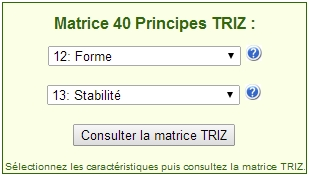 Matrice 40 Principes TRIZ :
12: Forme
13: Stabilité
Consulter la matrice TRIZ
Sélectionnez les caractéristiques puis consultez la matrice TRIZ.